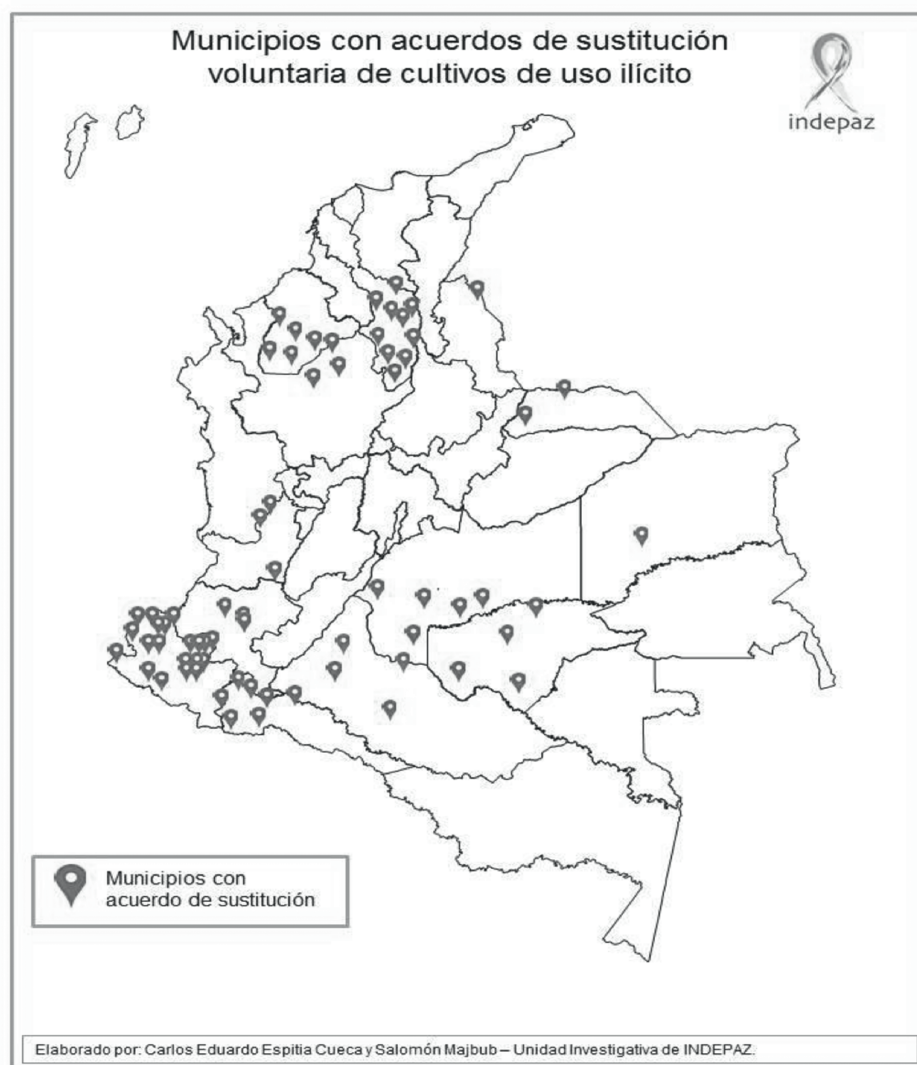 Municipios con acuerdos de sustitución
voluntaria de cultivos de uso ilícito
indepaz
Municipios con
acuerdo de sustitución
Elaborado por: Carlos Eduardo Espitia Cueca y Salomón Majbub – Unidad Investigativa de INDEPAZ.